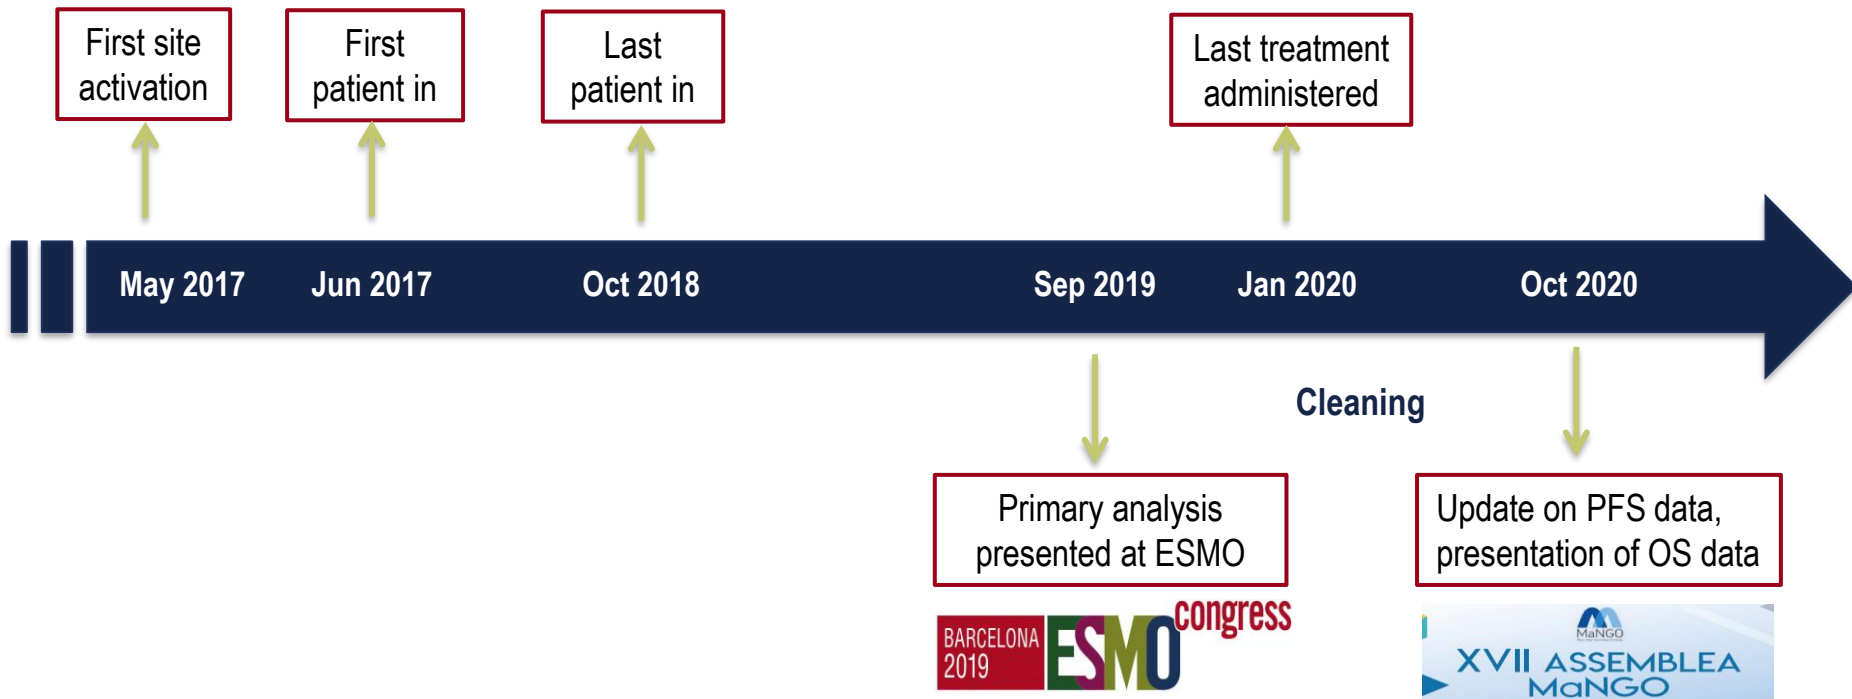 First site
activation
First
patient in
Last
patient in
Last treatment
administered
May 2017
Jun 2017
Oct 2018
Sep 2019
Jan 2020
Oct 2020
Cleaning
Primary analysis
presented at ESMO
Update on PFS data,
presentation of OS data
BARCELONA
2019
ESMO
congress
MaNGO
XVII ASSEMBLEA
MaNGO